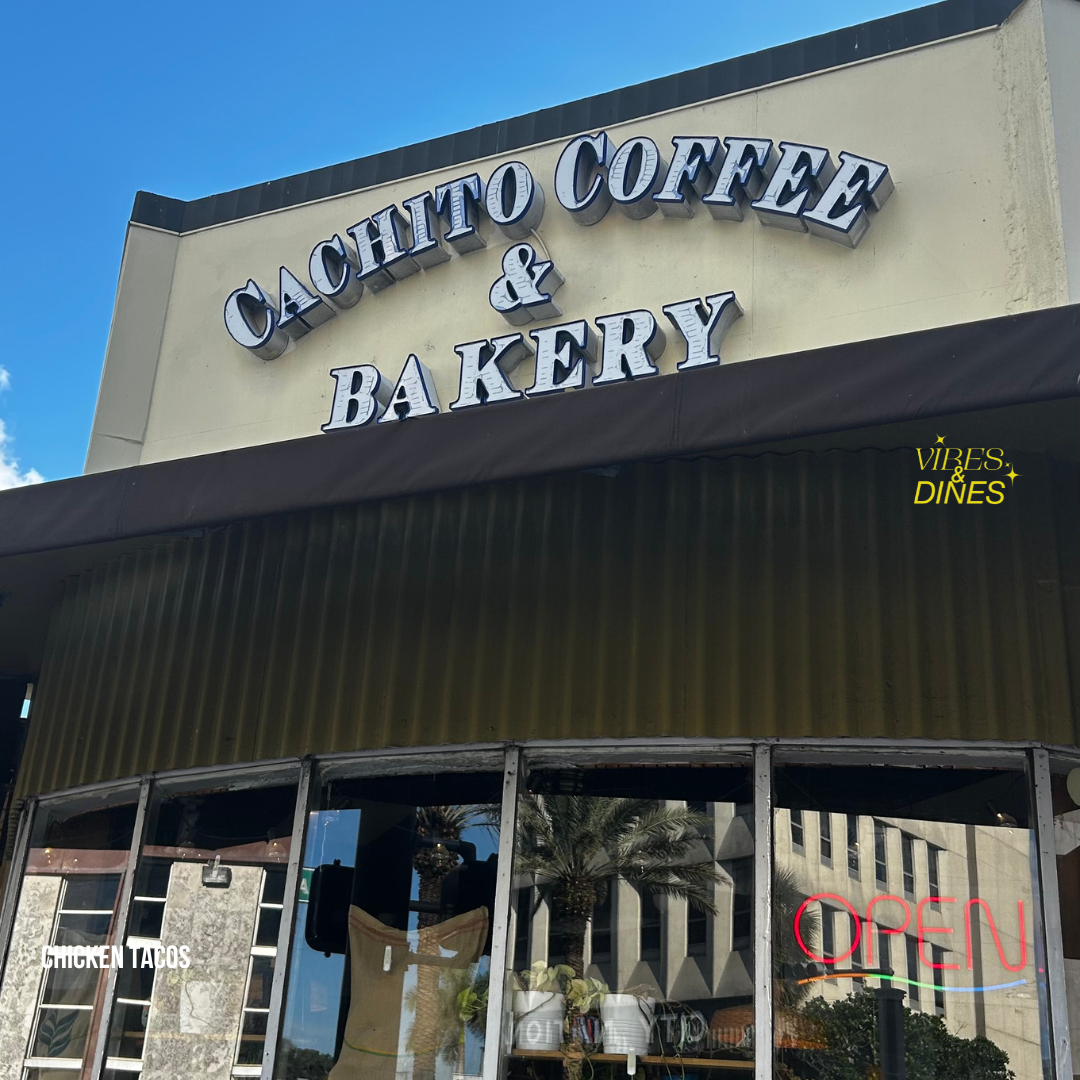 CACHITO COFFEE
&
BAKERY
VIBES
&
DINES
CHICKEN TACOS
OPEN